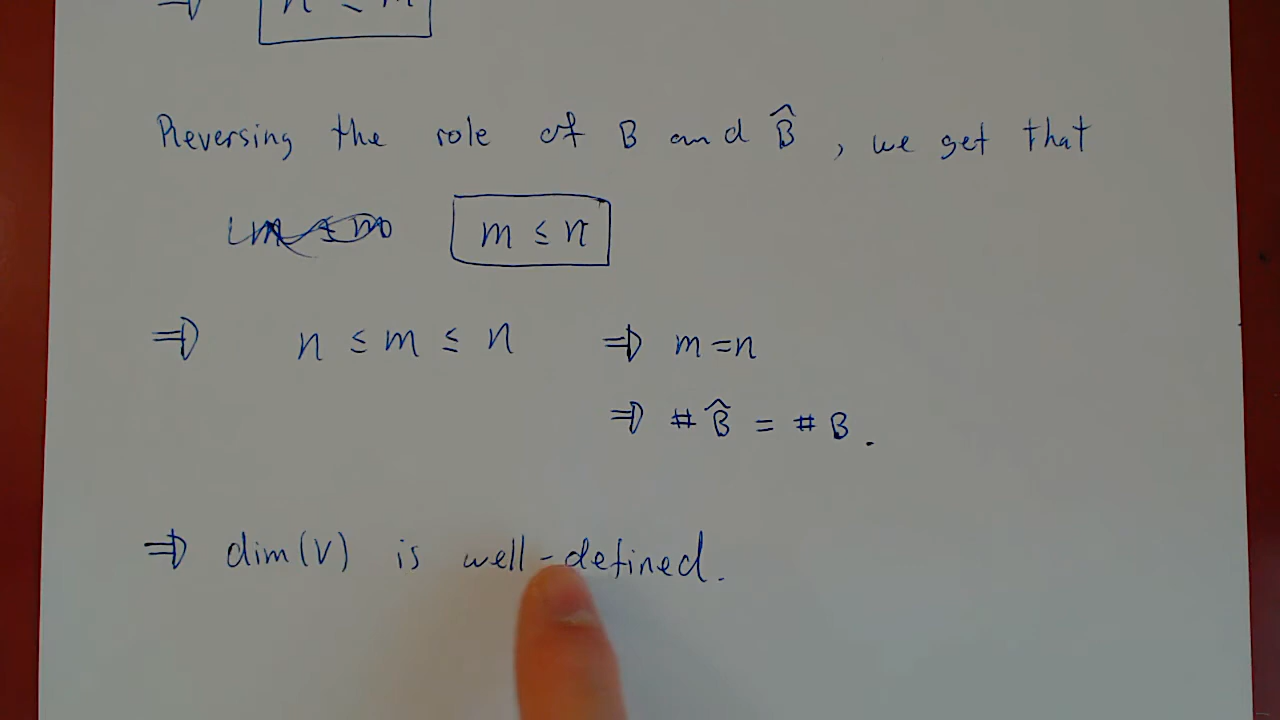 ⇒ n ≤ m
Reversing the role of B and B̂, we get that
m ≤ n
⇒ n ≤ m ≤ n ⇒ m = n
⇒ # B̂ = # B.
⇒ dim(V) is well-defined.